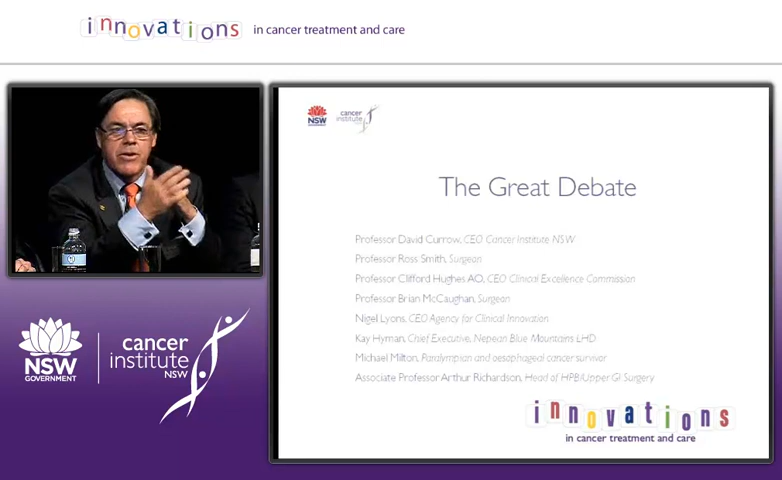 innovations in cancer treatment and care
NSW
GOVERNMENT
cancer
institute
The Great Debate
Professor David Currow, CEO Cancer Institute NSW
Professor Ross Smith, Surgeon
Professor Clifford Hughes AO, CEO Clinical Excellence Commission
Professor Brian McCaughan, Surgeon
Nigel Lyons, CEO Agency for Clinical Innovation
Kay Hyman, Chief Executive, Nepean Blue Mountains LHD
Michael Milton, Paralympian and oesophageal cancer survivor
Associate Professor Arthur Richardson, Head of HPB/Upper GI Surgery
innovations
in cancer treatment and care
NSW
GOVERNMENT
cancer
institute
NSW